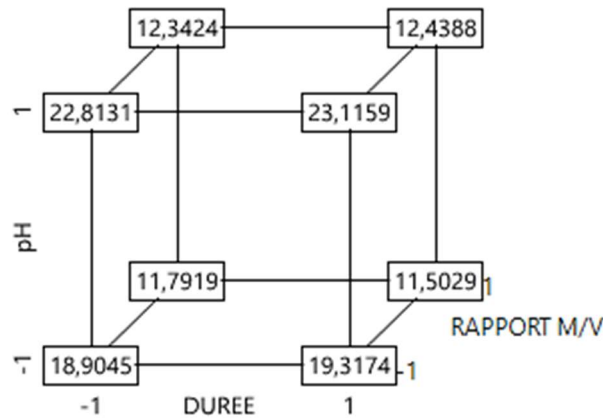 12,3424 12,4388
1 22,8131 23,1159
pH
11,7919 11,5029 1
RAPPORT M/V
-1 18,9045 19,3174 -1
-1 DUREE 1